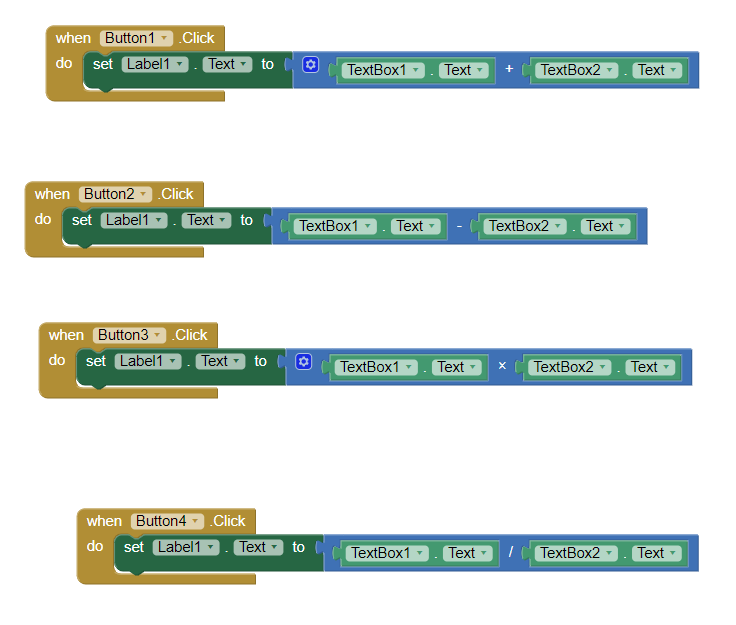 when Button1 .Click
do set Label1 . Text to TextBox1 . Text + TextBox2 . Text
when Button2 .Click
do set Label1 . Text to TextBox1 . Text - TextBox2 . Text
when Button3 .Click
do set Label1 . Text to TextBox1 . Text × TextBox2 . Text
when Button4 .Click
do set Label1 . Text to TextBox1 . Text / TextBox2 . Text